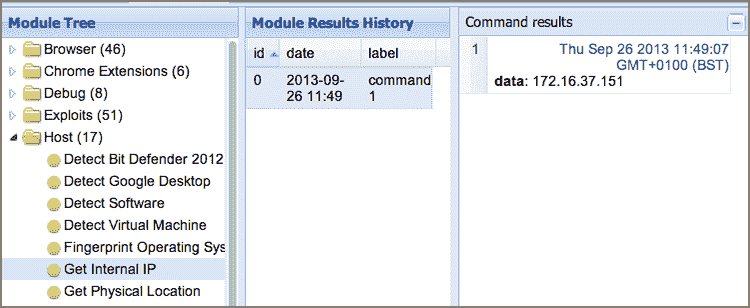 Module Tree
Browser (46)
Chrome Extensions (6)
Debug (8)
Exploits (51)
Host (17)
Detect Bit Defender 2012
Detect Google Desktop
Detect Software
Detect Virtual Machine
Fingerprint Operating Sys
Get Internal IP
Get Physical Location
Module Results History
id date label
0 2013-09-26 11:49 command 1
Command results
1 Thu Sep 26 2013 11:49:07
GMT+0100 (BST)
data: 172.16.37.151